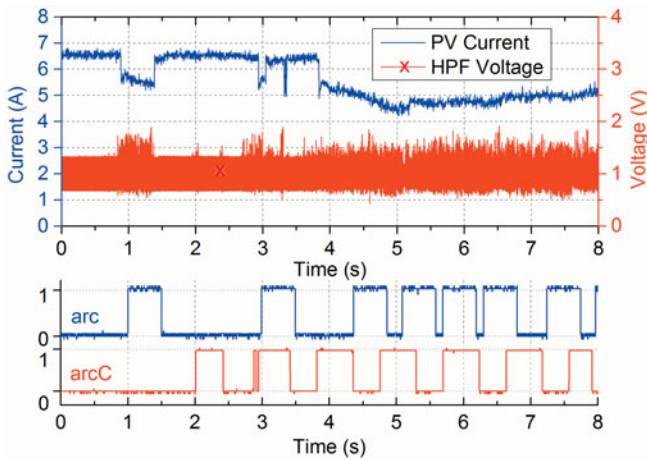 8
7
6
5
4
3
2
1
0
Current (A)
4
3
2
1
0
Voltage (V)
PV Current
X HPF Voltage
X
0 1 2 3 4 5 6 7 8
Time (s)
1
0
arc
1
0
arcC
0 1 2 3 4 5 6 7 8
Time (s)